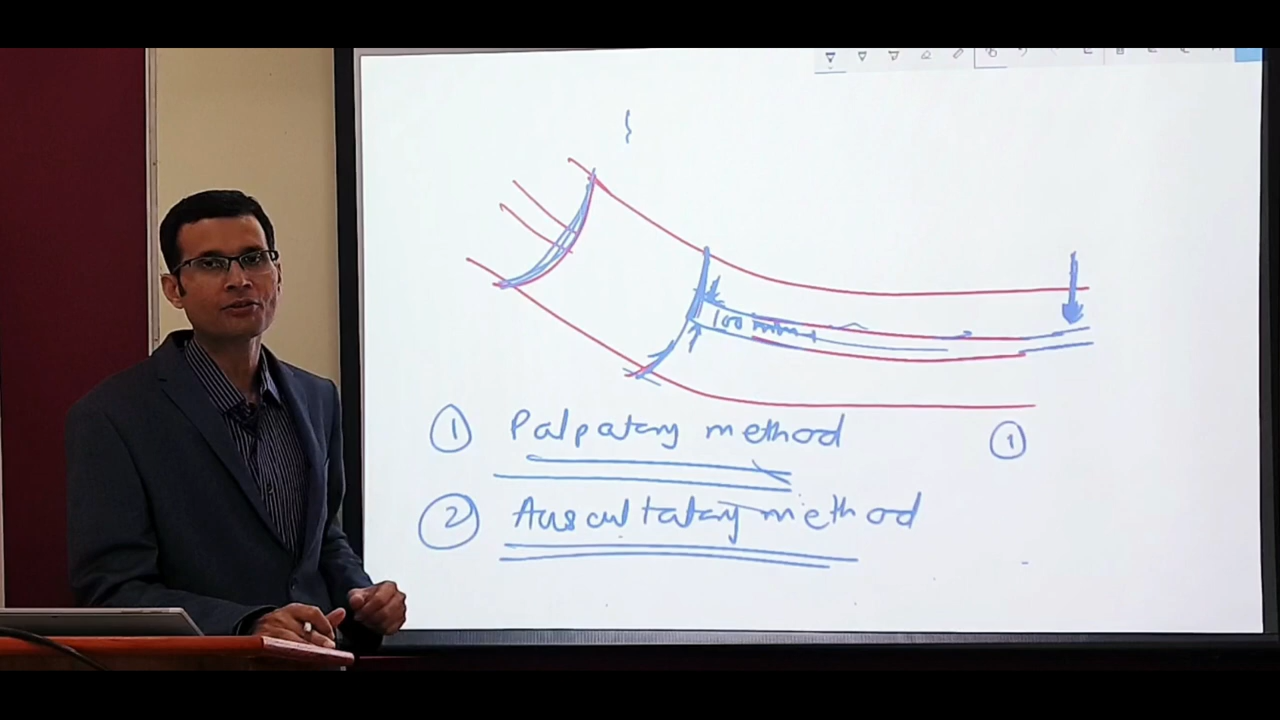 100 mm
① Palpatory method
①
② Auscultatory method